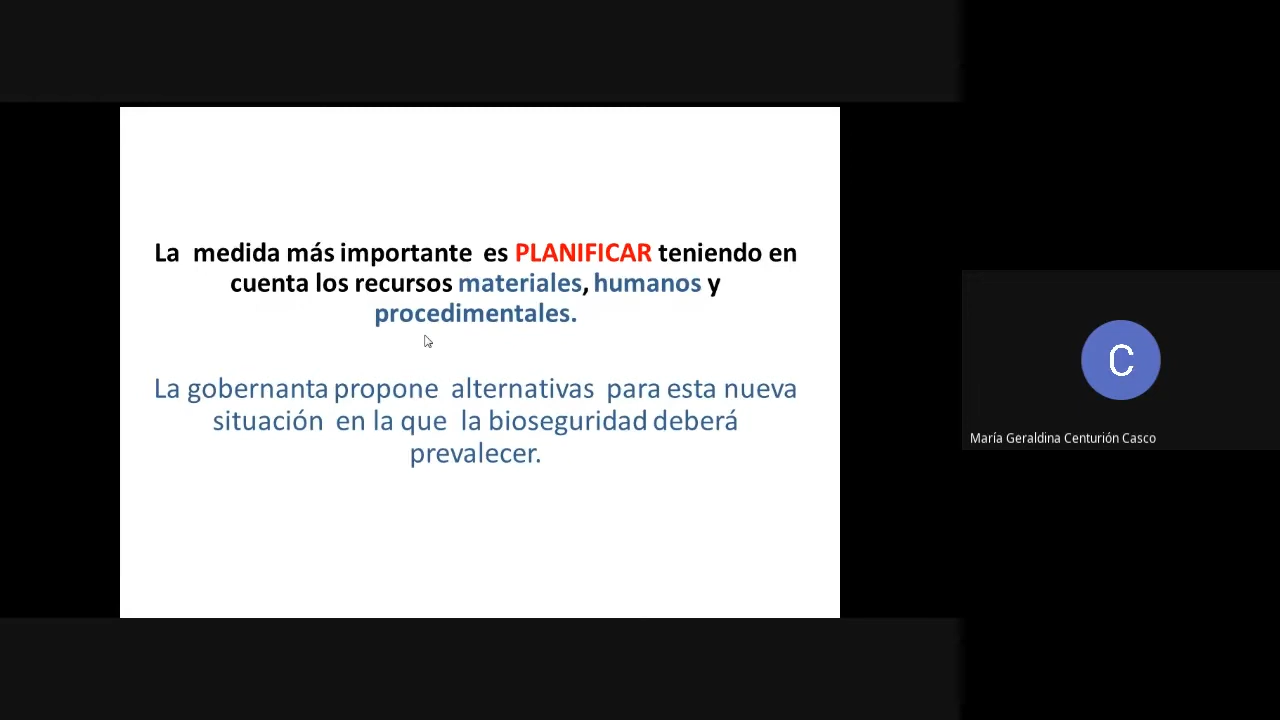 La medida más importante es PLANIFICAR teniendo en
cuenta los recursos materiales, humanos y
procedimentales.
La gobernanta propone alternativas para esta nueva
situación en la que la bioseguridad deberá
prevalecer.
C
María Geraldina Centurión Casco